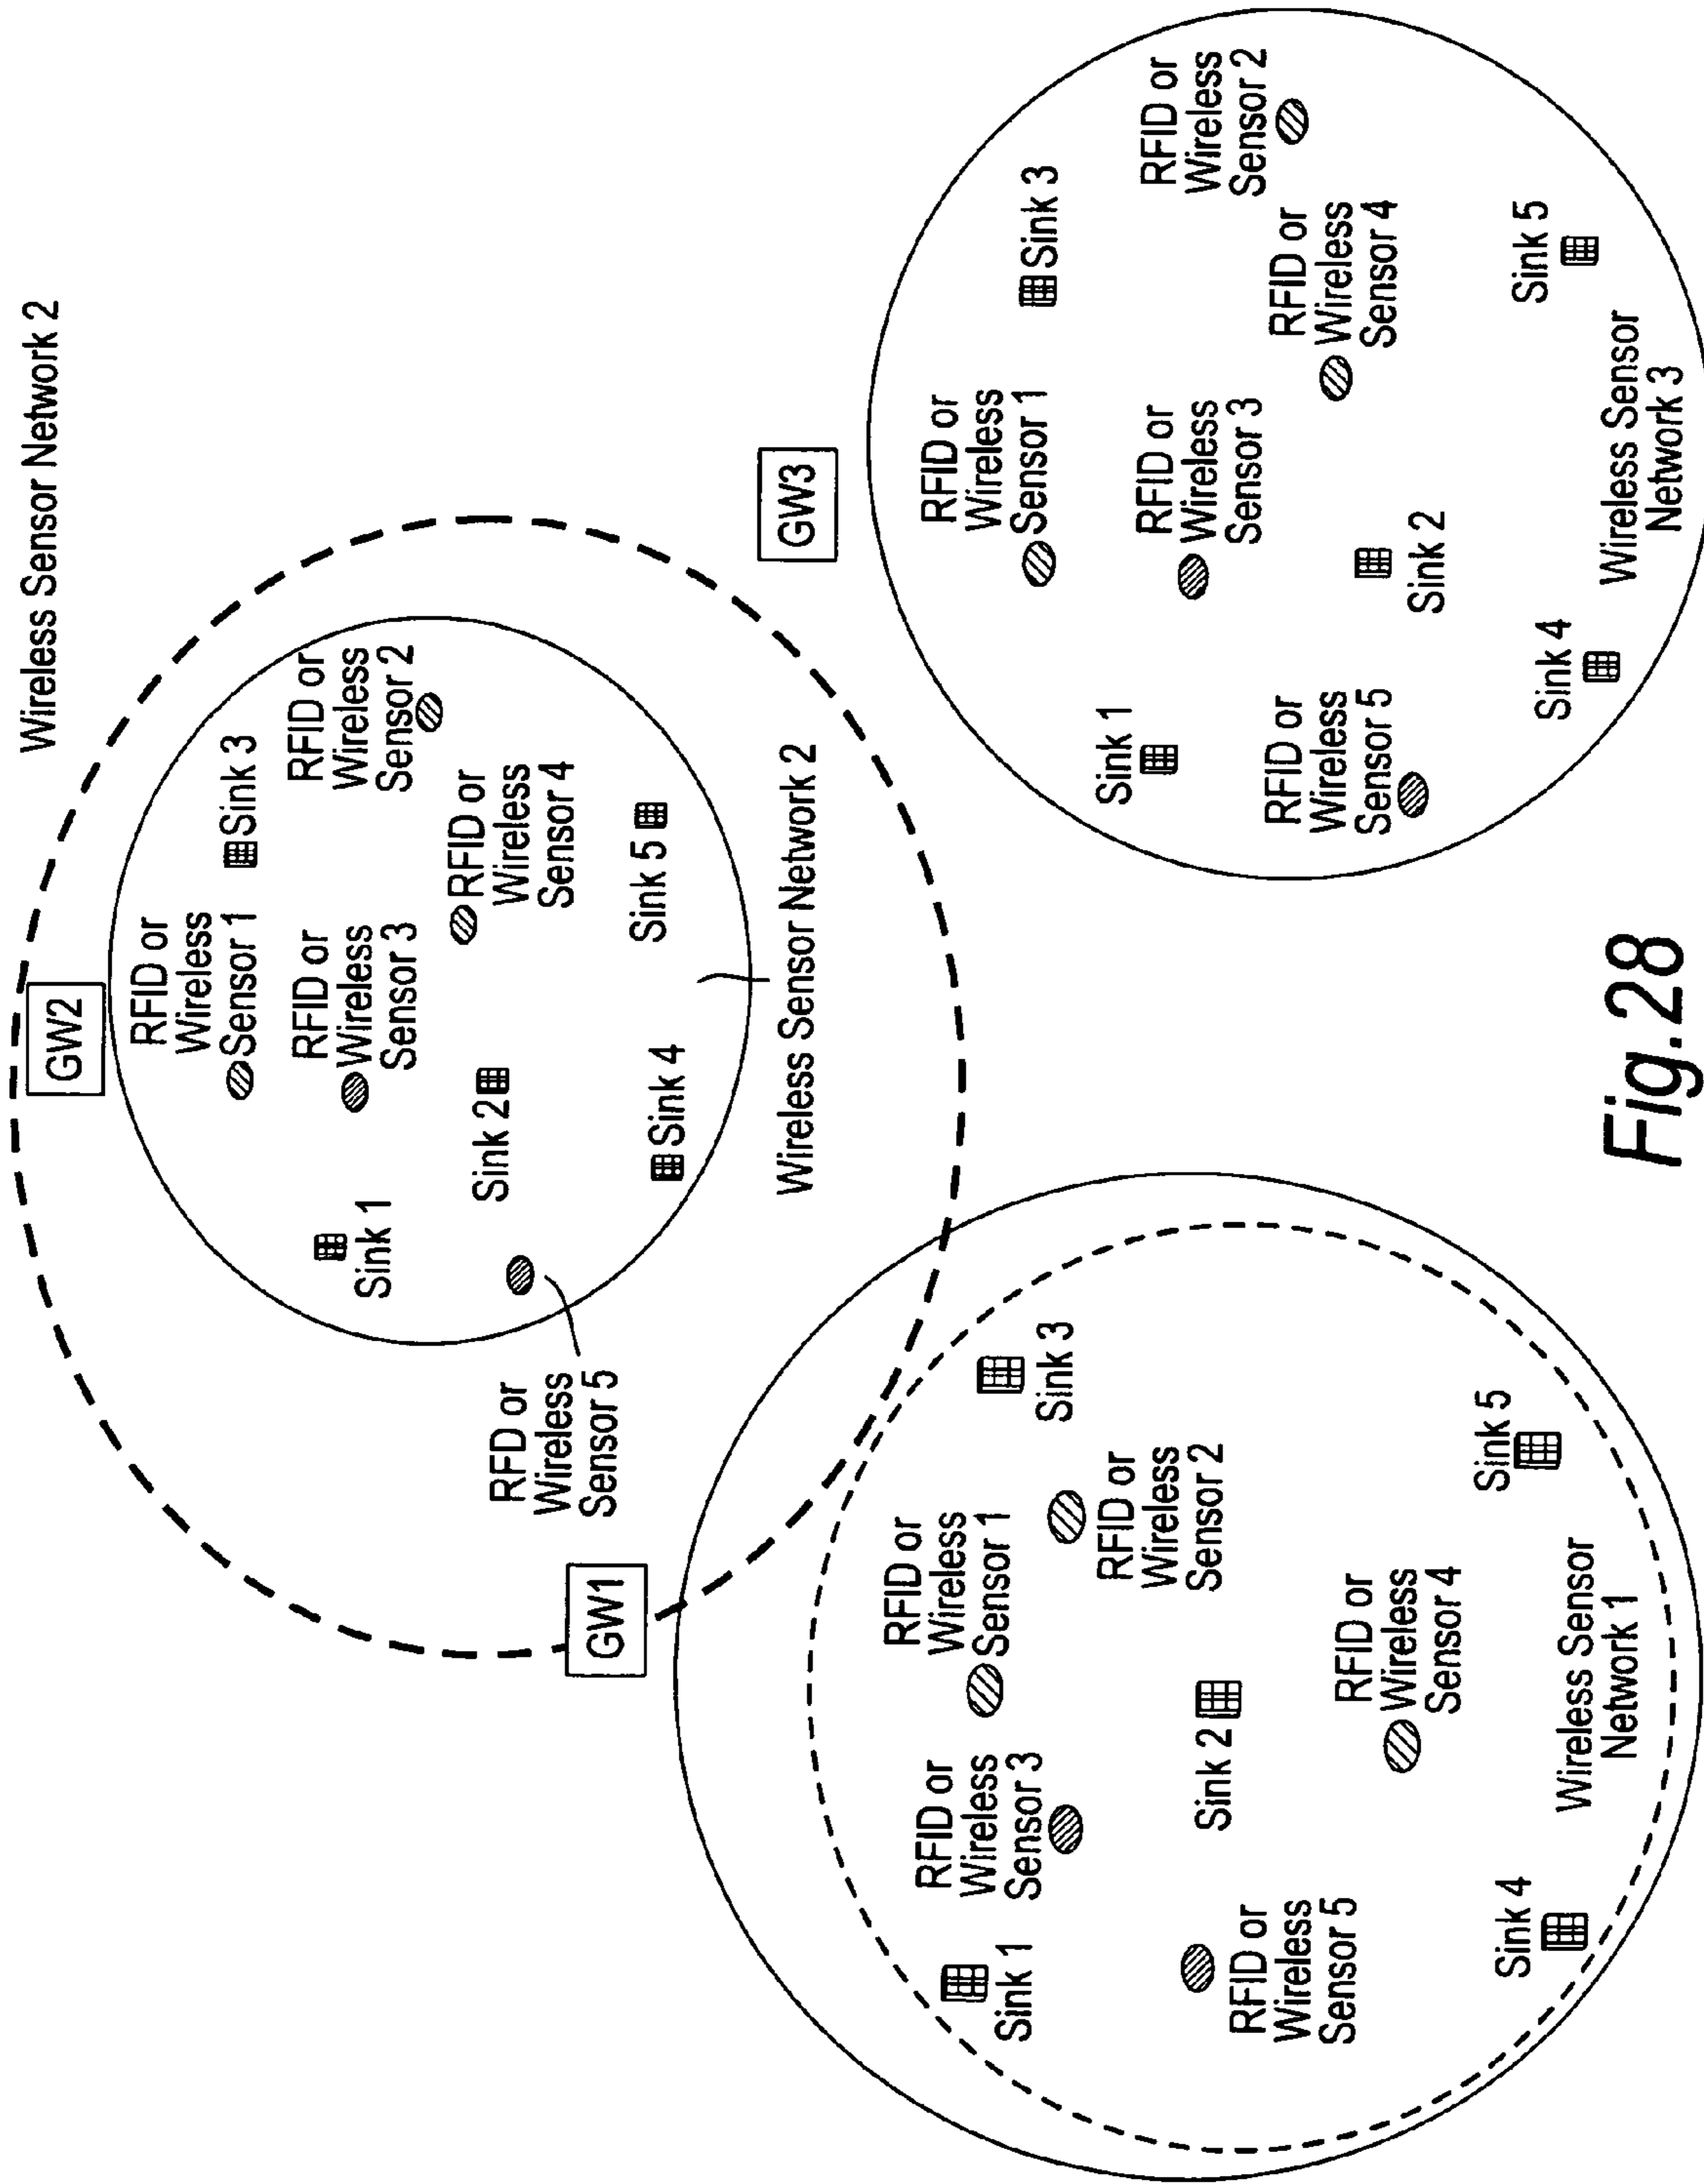 Wireless Sensor Network 2
GW2
RFID or
Wireless
Sensor 1
Sink 3
RFID or
Wireless
Sensor 2
RFID or
Wireless
Sensor 3
Sink 1
RFID or
Wireless
Sensor 4
Sink 2
RFD or
Wireless
Sensor 5
Sink 5
Sink 4
Wireless Sensor Network 2
GW1
RFID or
Wireless
Sensor 1
RFID or
Wireless
Sensor 3
Sink 1
Sink 3
RFID or
Wireless
Sensor 2
Sink 2
RFID or
Wireless
Sensor 5
RFID or
Wireless
Sensor 4
Sink 5
Sink 4
Wireless Sensor
Network 1
GW3
RFID or
Wireless
Sensor 1
Sink 3
RFID or
Wireless
Sensor 2
Sink 1
RFID or
Wireless
Sensor 3
RFID or
Wireless
Sensor 4
RFID or
Wireless
Sensor 5
Sink 2
Sink 5
Sink 4
Wireless Sensor
Network 3
Fig.28